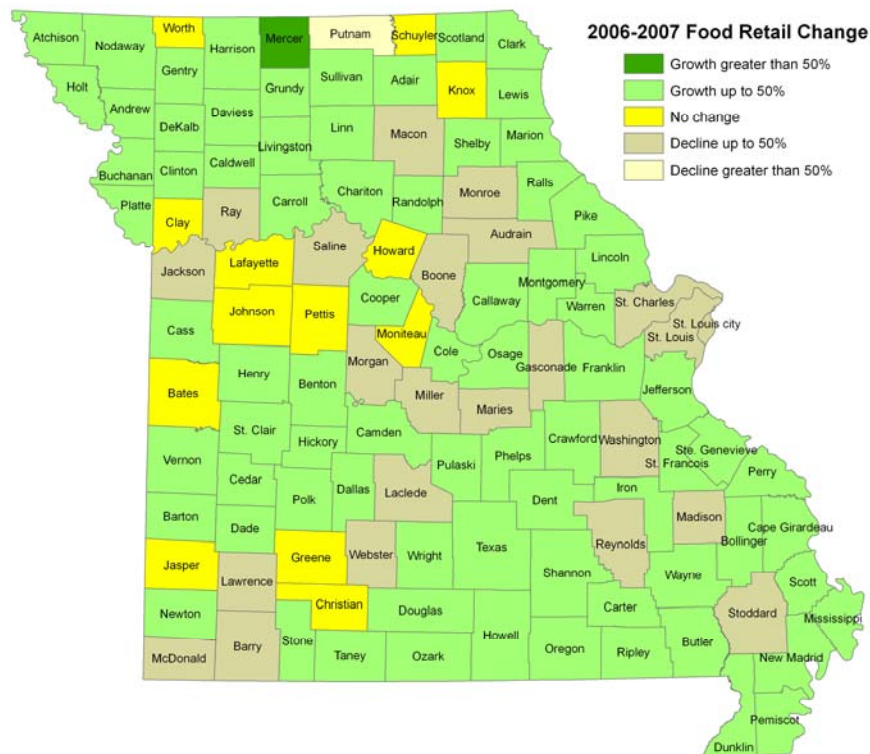 2006-2007 Food Retail Change
Growth greater than 50%
Growth up to 50%
No change
Decline up to 50%
Decline greater than 50%
Atchison
Nodaway
Worth
Harrison
Mercer
Putnam
Schuyler
Scotland
Clark
Holt
Andrew
Gentry
DeKalb
Daviess
Grundy
Sullivan
Adair
Knox
Lewis
Buchanan
Clinton
Caldwell
Livingston
Linn
Macon
Shelby
Marion
Platte
Clay
Ray
Carroll
Chariton
Randolph
Monroe
Ralls
Pike
Jackson
Lafayette
Saline
Howard
Boone
Audrain
Callaway
Montgomery
Lincoln
Warren
St. Charles
St. Louis city
St. Louis
Cass
Johnson
Pettis
Cooper
Moniteau
Cole
Osage
Gasconade
Franklin
Jefferson
Bates
Henry
Benton
Morgan
Miller
Maries
Vernon
St. Clair
Hickory
Camden
Pulaski
Phelps
Crawford
Washington
St. Francois
Ste. Genevieve
Perry
Barton
Cedar
Dade
Polk
Dallas
Laclede
Dent
Iron
Madison
Bollinger
Cape Girardeau
Jasper
Lawrence
Greene
Webster
Wright
Texas
Shannon
Reynolds
Wayne
Stoddard
Scott
Mississippi
Newton
Christian
Douglas
Howell
Carter
Butler
New Madrid
McDonald
Barry
Stone
Taney
Ozark
Oregon
Ripley
Dunklin
Pemiscot